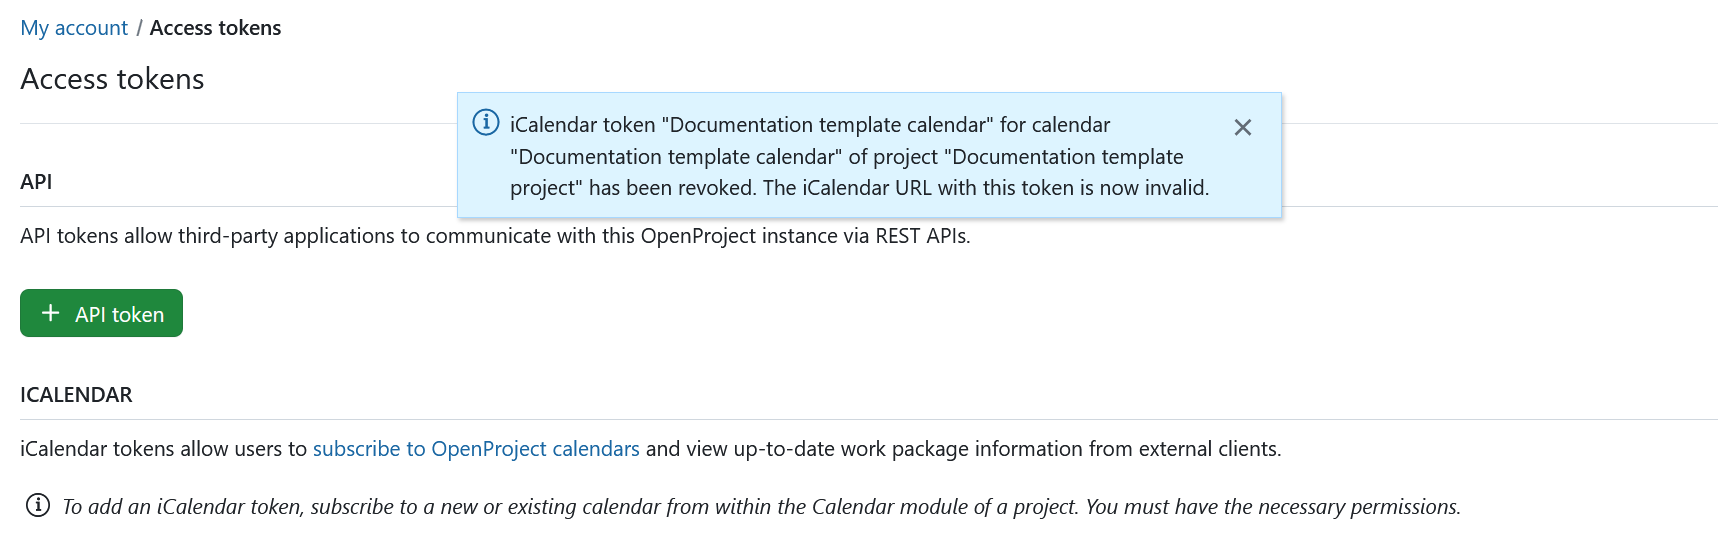 My account / Access tokens
Access tokens
iCalendar token "Documentation template calendar" for calendar
"Documentation template calendar" of project "Documentation template
project" has been revoked. The iCalendar URL with this token is now invalid.
API
API tokens allow third-party applications to communicate with this OpenProject instance via REST APIs.
+ API token
ICALENDAR
iCalendar tokens allow users to subscribe to OpenProject calendars and view up-to-date work package information from external clients.
To add an iCalendar token, subscribe to a new or existing calendar from within the Calendar module of a project. You must have the necessary permissions.